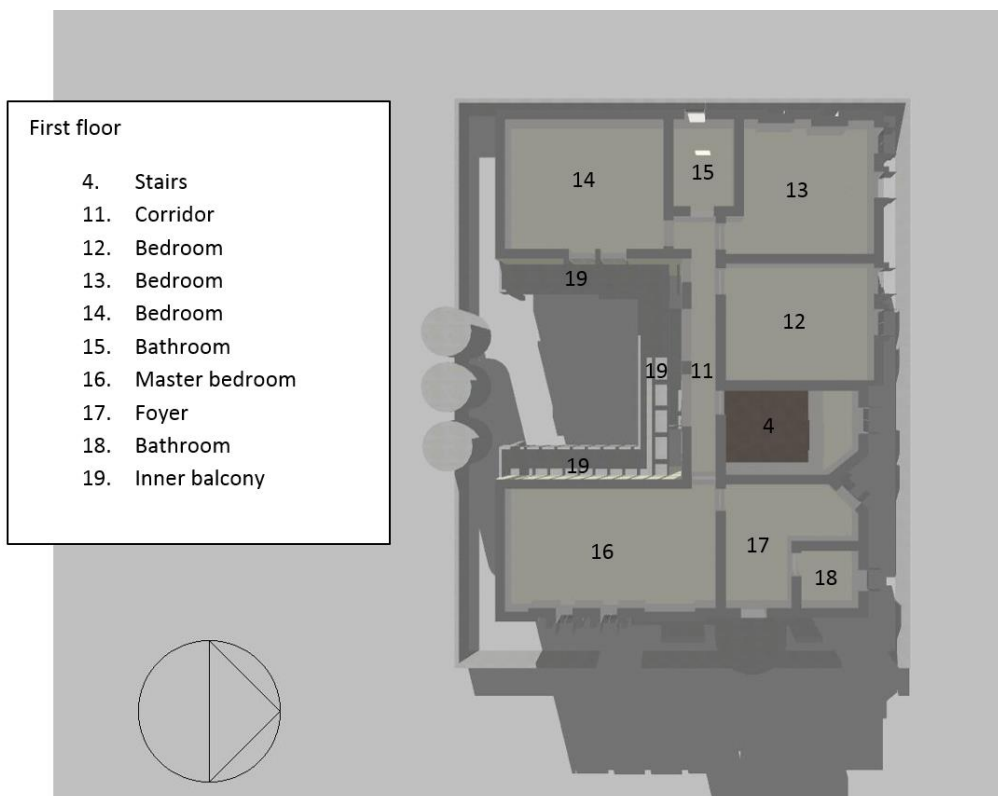 First floor
4. Stairs
11. Corridor
12. Bedroom
13. Bedroom
14. Bedroom
15. Bathroom
16. Master bedroom
17. Foyer
18. Bathroom
19. Inner balcony
14
15
13
19
12
19
11
4
19
16
17
18